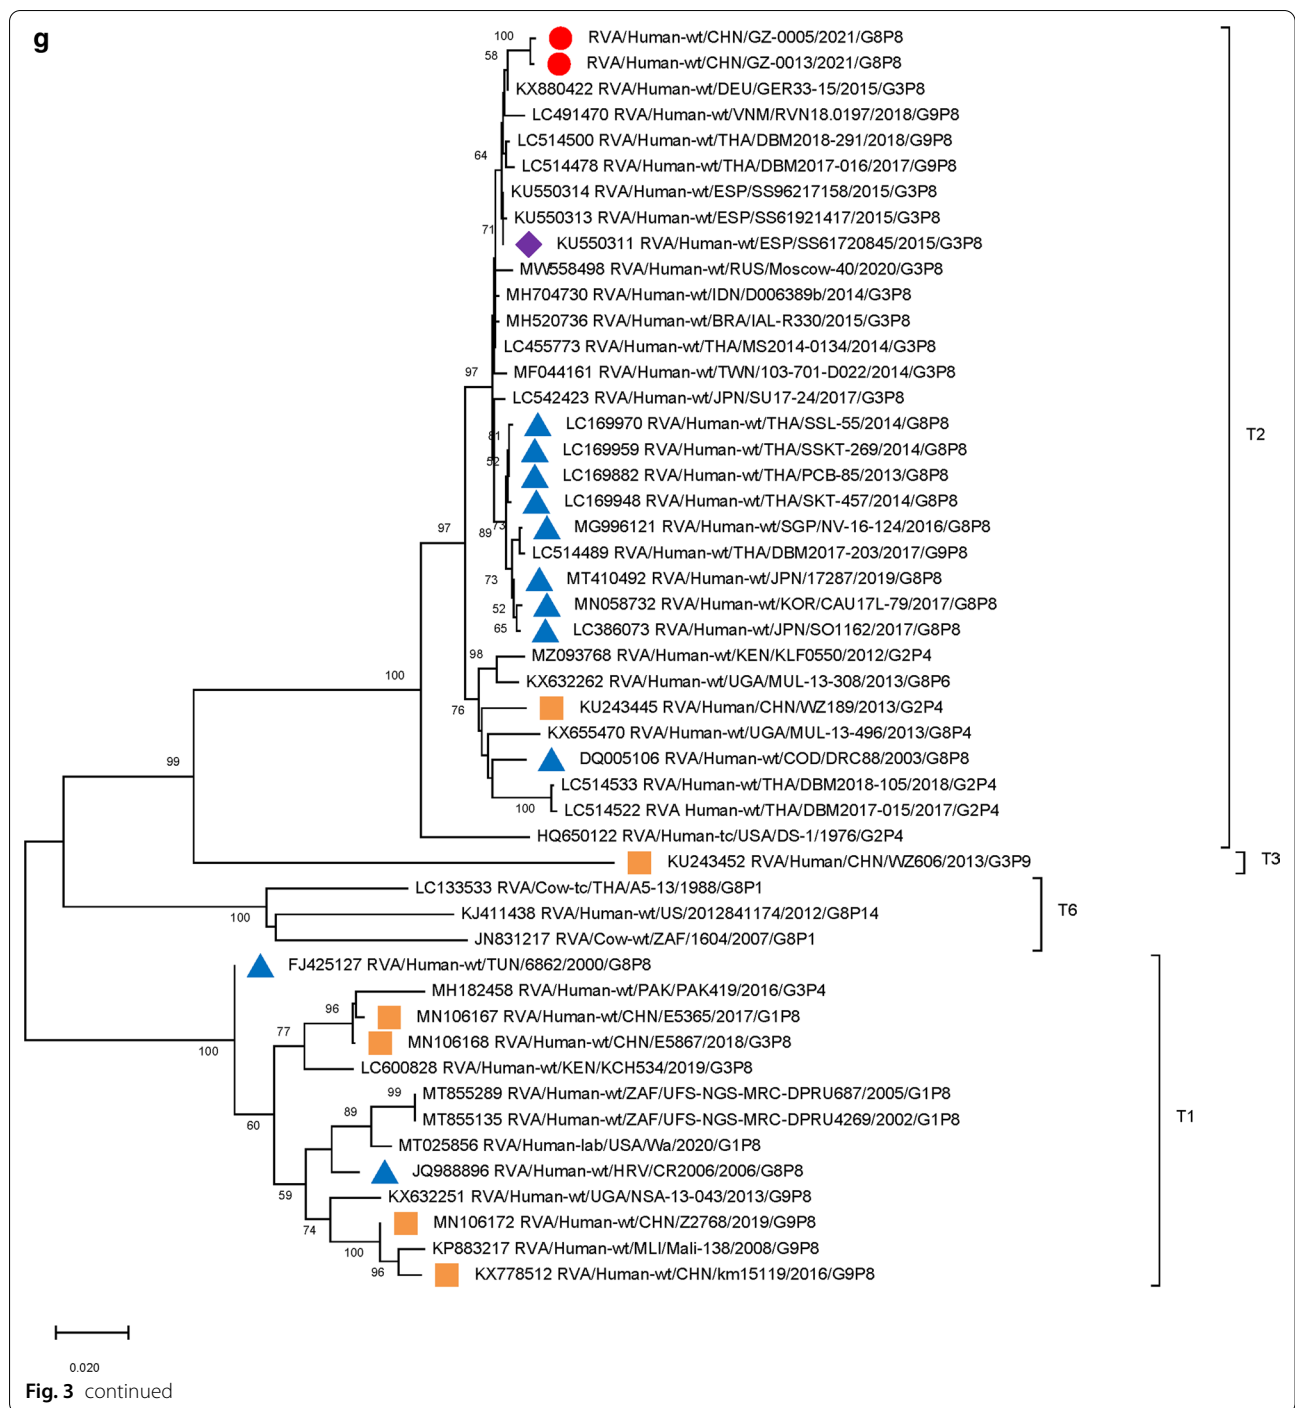 g
100
58
RVA/Human-wt/CHN/GZ-0005/2021/G8P8
RVA/Human-wt/CHN/GZ-0013/2021/G8P8
KX880422 RVA/Human-wt/DEU/GER33-15/2015/G3P8
LC491470 RVA/Human-wt/VNM/RVN18.0197/2018/G9P8
LC514500 RVA/Human-wt/THA/DBM2018-291/2018/G9P8
64
LC514478 RVA/Human-wt/THA/DBM2017-016/2017/G9P8
KU550314 RVA/Human-wt/ESP/SS96217158/2015/G3P8
KU550313 RVA/Human-wt/ESP/SS61921417/2015/G3P8
71
KU550311 RVA/Human-wt/ESP/SS61720845/2015/G3P8
MW558498 RVA/Human-wt/RUS/Moscow-40/2020/G3P8
MH704730 RVA/Human-wt/IDN/D006389b/2014/G3P8
MH520736 RVA/Human-wt/BRA/IAL-R330/2015/G3P8
LC455773 RVA/Human-wt/THA/MS2014-0134/2014/G3P8
97
MF044161 RVA/Human-wt/TWN/103-701-D022/2014/G3P8
LC542423 RVA/Human-wt/JPN/SU17-24/2017/G3P8
LC169970 RVA/Human-wt/THA/SSL-55/2014/G8P8
81
T2
LC169959 RVA/Human-wt/THA/SSKT-269/2014/G8P8
52
LC169882 RVA/Human-wt/THA/PCB-85/2013/G8P8
LC169948 RVA/Human-wt/THA/SKT-457/2014/G8P8
97
89
73
MG996121 RVA/Human-wt/SGP/NV-16-124/2016/G8P8
LC514489 RVA/Human-wt/THA/DBM2017-203/2017/G9P8
73
MT410492 RVA/Human-wt/JPN/17287/2019/G8P8
52
MN058732 RVA/Human-wt/KOR/CAU17L-79/2017/G8P8
65
LC386073 RVA/Human-wt/JPN/SO1162/2017/G8P8
98
MZ093768 RVA/Human-wt/KEN/KLF0550/2012/G2P4
100
KX632262 RVA/Human-wt/UGA/MUL-13-308/2013/G8P6
76
KU243445 RVA/Human/CHN/WZ189/2013/G2P4
KX655470 RVA/Human-wt/UGA/MUL-13-496/2013/G8P4
99
DQ005106 RVA/Human-wt/COD/DRC88/2003/G8P8
LC514533 RVA/Human-wt/THA/DBM2018-105/2018/G2P4
100
LC514522 RVA Human-wt/THA/DBM2017-015/2017/G2P4
HQ650122 RVA/Human-tc/USA/DS-1/1976/G2P4
KU243452 RVA/Human/CHN/WZ606/2013/G3P9
T3
LC133533 RVA/Cow-tc/THA/A5-13/1988/G8P1
100
KJ411438 RVA/Human-wt/US/2012841174/2012/G8P14
T6
JN831217 RVA/Cow-wt/ZAF/1604/2007/G8P1
FJ425127 RVA/Human-wt/TUN/6862/2000/G8P8
MH182458 RVA/Human-wt/PAK/PAK419/2016/G3P4
96
MN106167 RVA/Human-wt/CHN/E5365/2017/G1P8
77
MN106168 RVA/Human-wt/CHN/E5867/2018/G3P8
100
LC600828 RVA/Human-wt/KEN/KCH534/2019/G3P8
99
MT855289 RVA/Human-wt/ZAF/UFS-NGS-MRC-DPRU687/2005/G1P8
89
MT855135 RVA/Human-wt/ZAF/UFS-NGS-MRC-DPRU4269/2002/G1P8
T1
60
MT025856 RVA/Human-lab/USA/Wa/2020/G1P8
JQ988896 RVA/Human-wt/HRV/CR2006/2006/G8P8
59
KX632251 RVA/Human-wt/UGA/NSA-13-043/2013/G9P8
74
MN106172 RVA/Human-wt/CHN/Z2768/2019/G9P8
100
KP883217 RVA/Human-wt/MLI/Mali-138/2008/G9P8
96
KX778512 RVA/Human-wt/CHN/km15119/2016/G9P8
0.020
Fig. 3 continued